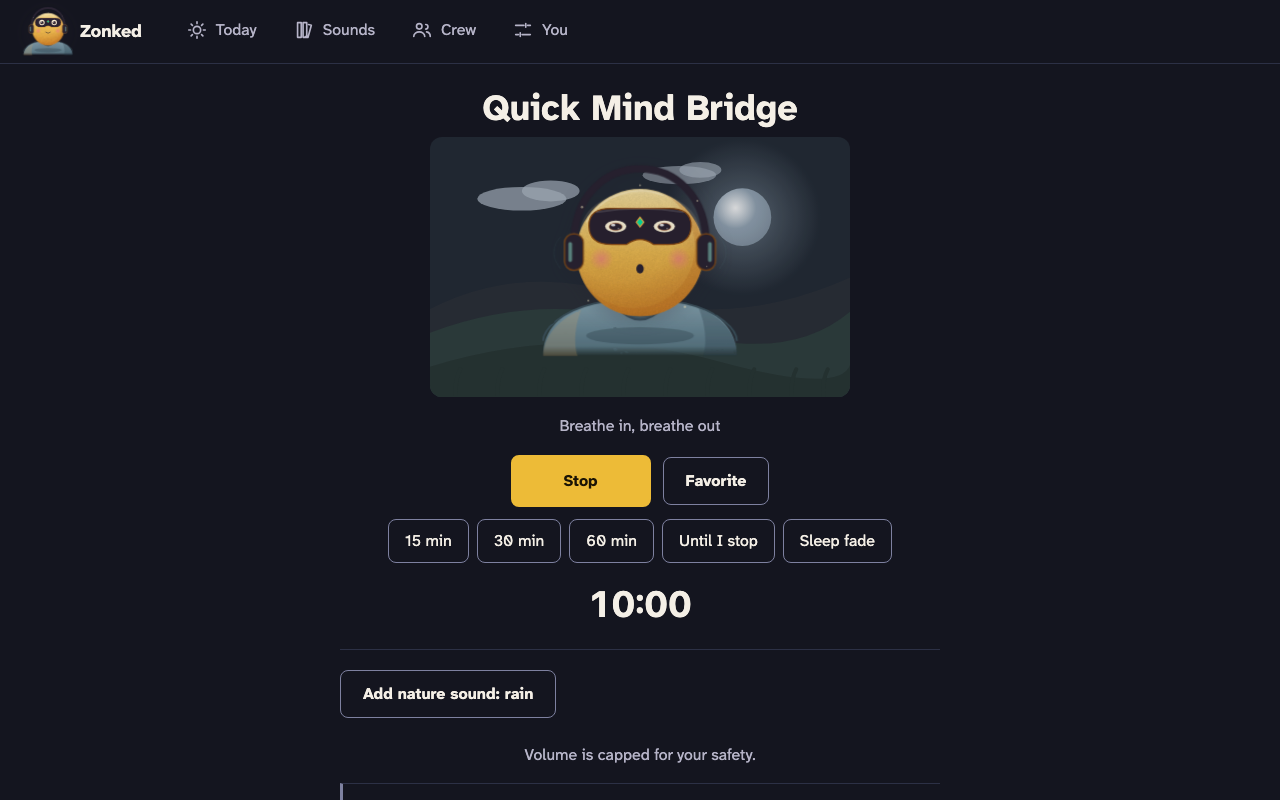 Zonked
Today
Sounds
Crew
You
Quick Mind Bridge
Breathe in, breathe out
Stop
Favorite
15 min
30 min
60 min
Until I stop
Sleep fade
10:00
Add nature sound: rain
Volume is capped for your safety.